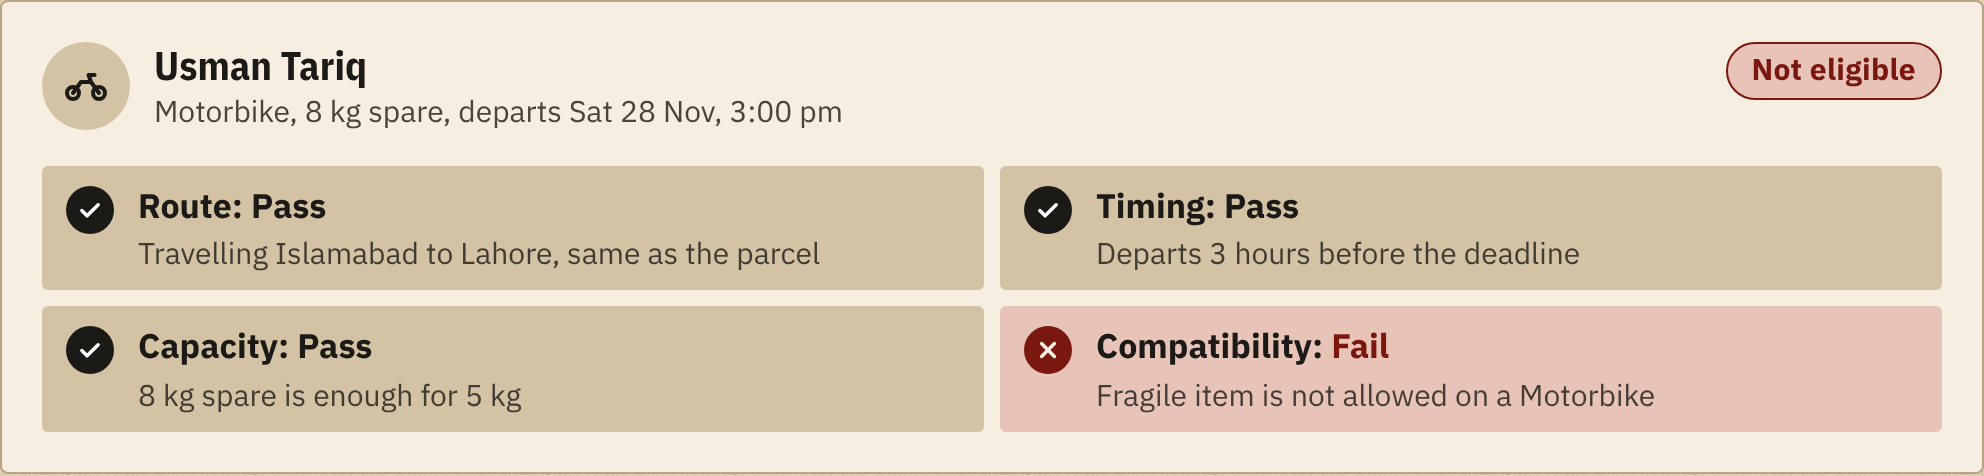 Usman Tariq
Motorbike, 8 kg spare, departs Sat 28 Nov, 3:00 pm
Not eligible
Route: Pass
Travelling Islamabad to Lahore, same as the parcel
Timing: Pass
Departs 3 hours before the deadline
Capacity: Pass
8 kg spare is enough for 5 kg
Compatibility: Fail
Fragile item is not allowed on a Motorbike